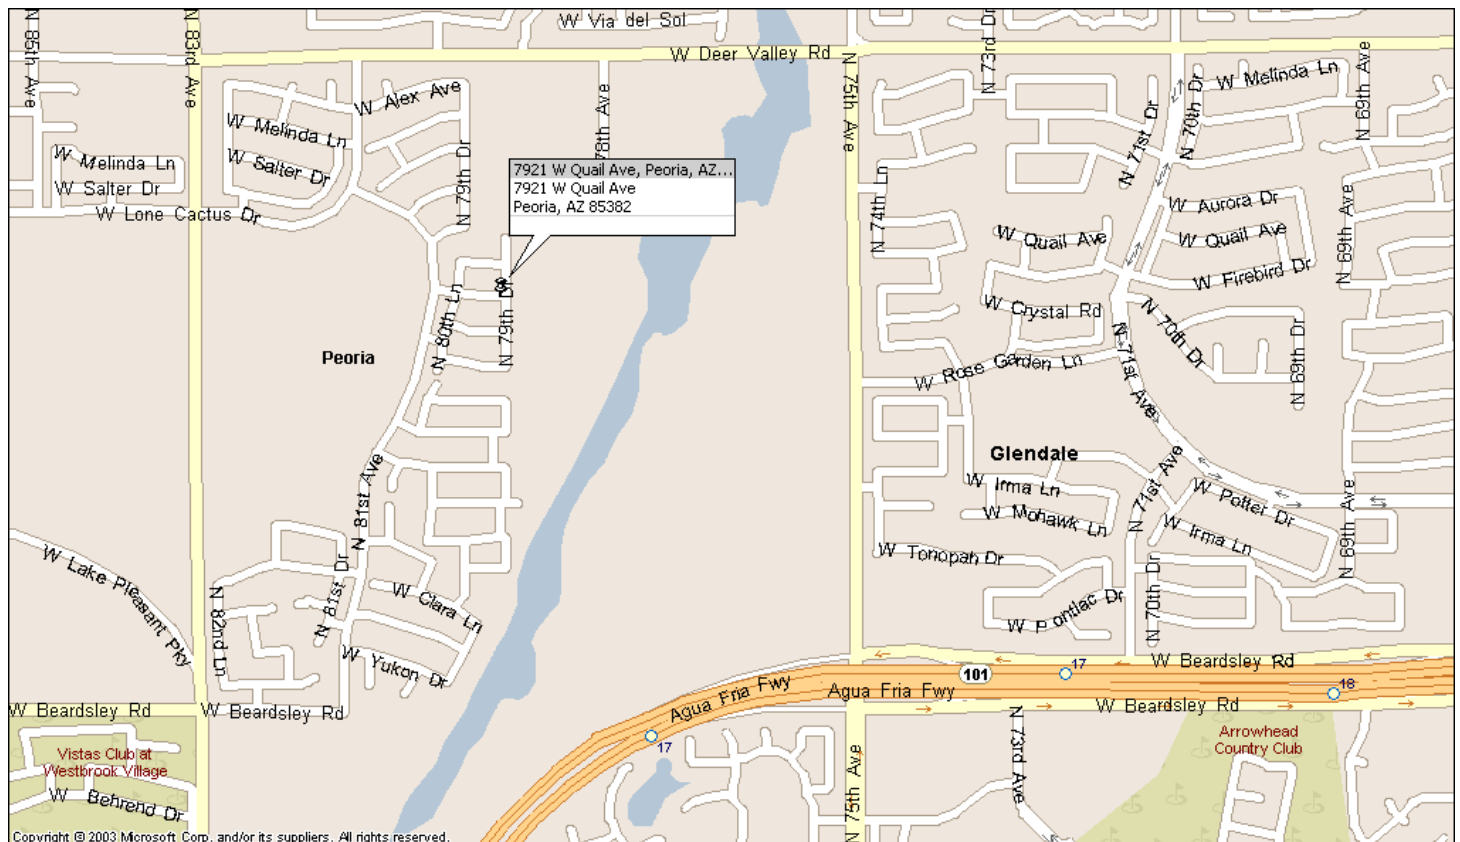 N 85th Ave
N 83rd Ave
W Via del Sol
W Deer Valley Rd
N 75th Ave
N 73rd Dr
W Melinda Ln
N 69th Ave
W Alex Ave
78th Ave
N 71st Dr
N 70th Dr
W Melinda Ln
W Melinda Ln
W Salter Dr
W Salter Dr
N 79th Dr
7921 W Quail Ave, Peoria, AZ...
7921 W Quail Ave
Peoria, AZ 85382
W Lone Cactus Dr
N 74th Ln
W Aurora Dr
W Quail Ave
W Quail Ave
N 69th Ave
W Firebird Dr
N 80th Ln
N 79th Dr
W Crystal Rd
N 70th Dr
N 69th Dr
Peoria
W Rose Garden Ln
N 71st Ave
Glendale
N 81st Ave
W Irma Ln
N 71st Ave
W Potter Dr
N 69th Ave
W Mohawk Ln
W Irma Ln
W Tonopah Dr
W Lake Pleasant Pky
N 81st Dr
N 82nd Ln
W Clara Ln
W Pontiac Dr
N 70th Dr
W Yukon Dr
W Beardsley Rd
101
17
18
Agua Fria Fwy
Agua Fria Fwy
W Beardsley Rd
W Beardsley Rd
W Beardsley Rd
17
N 73rd Ave
Arrowhead
Country Club
Vistas Club at
Westbrook Village
W Behrend Dr
N 75th Ave
Copyright © 2003 Microsoft Corp. and/or its suppliers. All rights reserved.